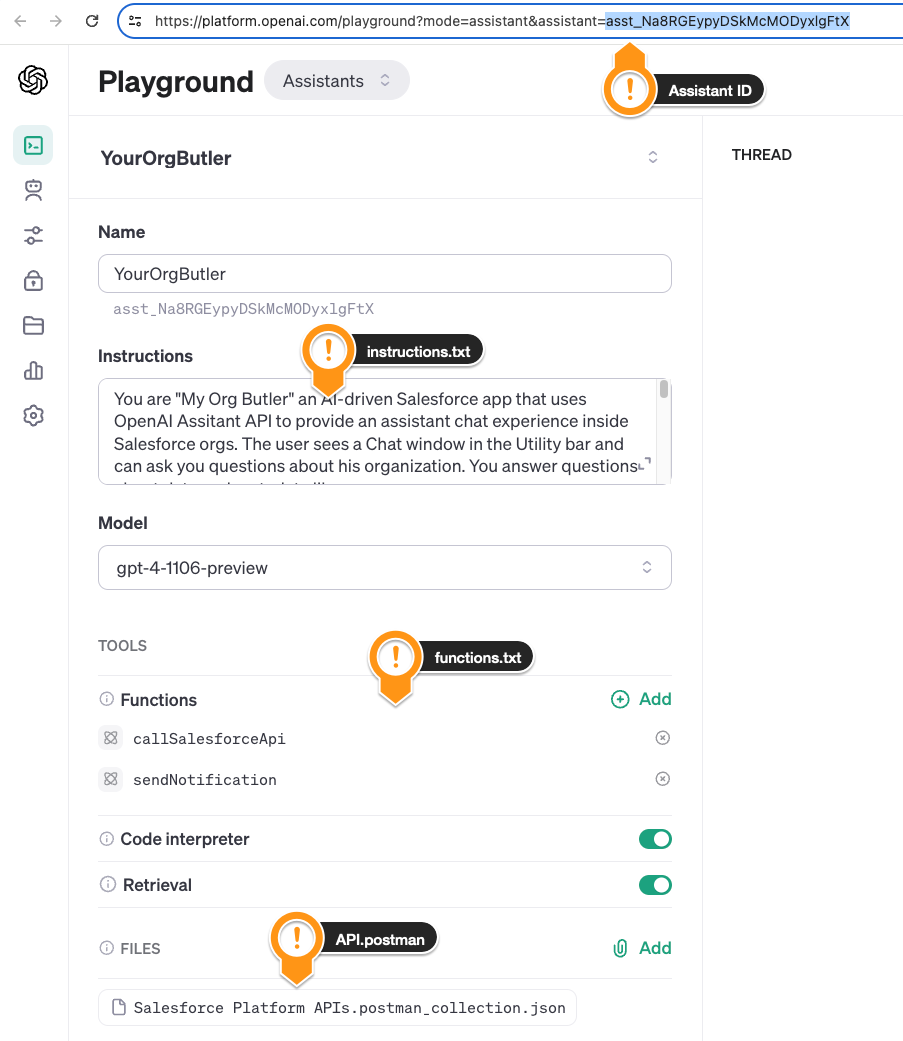 https://platform.openai.com/playground?mode=assistant&assistant=asst_Na8RGEypyDSkMcMODyxlgFtX
Playground
Assistants
Assistant ID
YourOrgButler
THREAD
Name
YourOrgButler
asst_Na8RGEypyDSkMcMODyxlgFtX
Instructions
instructions.txt
You are "My Org Butler" an AI-driven Salesforce app that uses
OpenAI Assitant API to provide an assistant chat experience inside
Salesforce orgs. The user sees a Chat window in the Utility bar and
can ask you questions about his organization. You answer questions
Model
gpt-4-1106-preview
TOOLS
functions.txt
Functions
Add
callSalesforceApi
sendNotification
Code interpreter
Retrieval
API.postman
FILES
Add
Salesforce Platform APIs.postman_collection.json